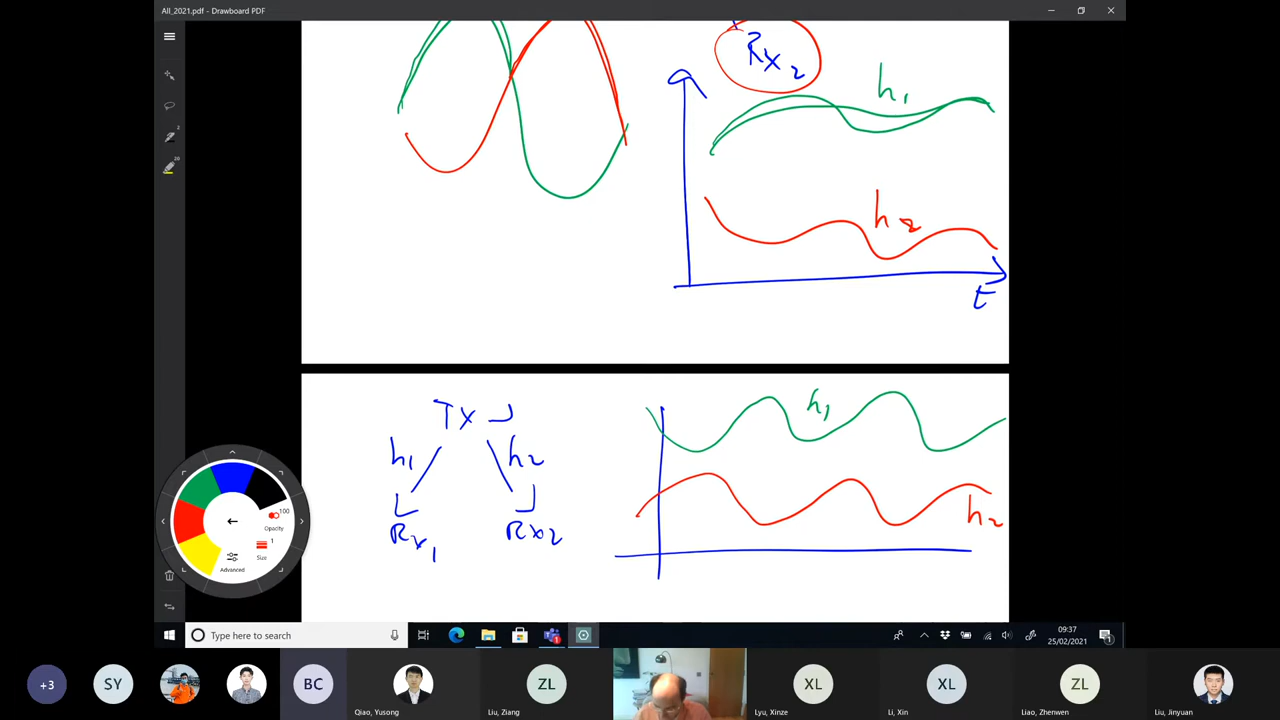 All_2021.pdf - Drawboard PDF
Rx2
h1
h2
t
2
20
Tx
h1
h2
Rx1
Rx2
h1
h2
100
Opacity
1
Size
Advanced
Type here to search
09:37
25/02/2021
+3
SY
BC
ZL
XL
XL
ZL
Qiao, Yusong
Liu, Ziang
Lyu, Xinze
Li, Xin
Liao, Zhenwen
Liu, Jinyuan